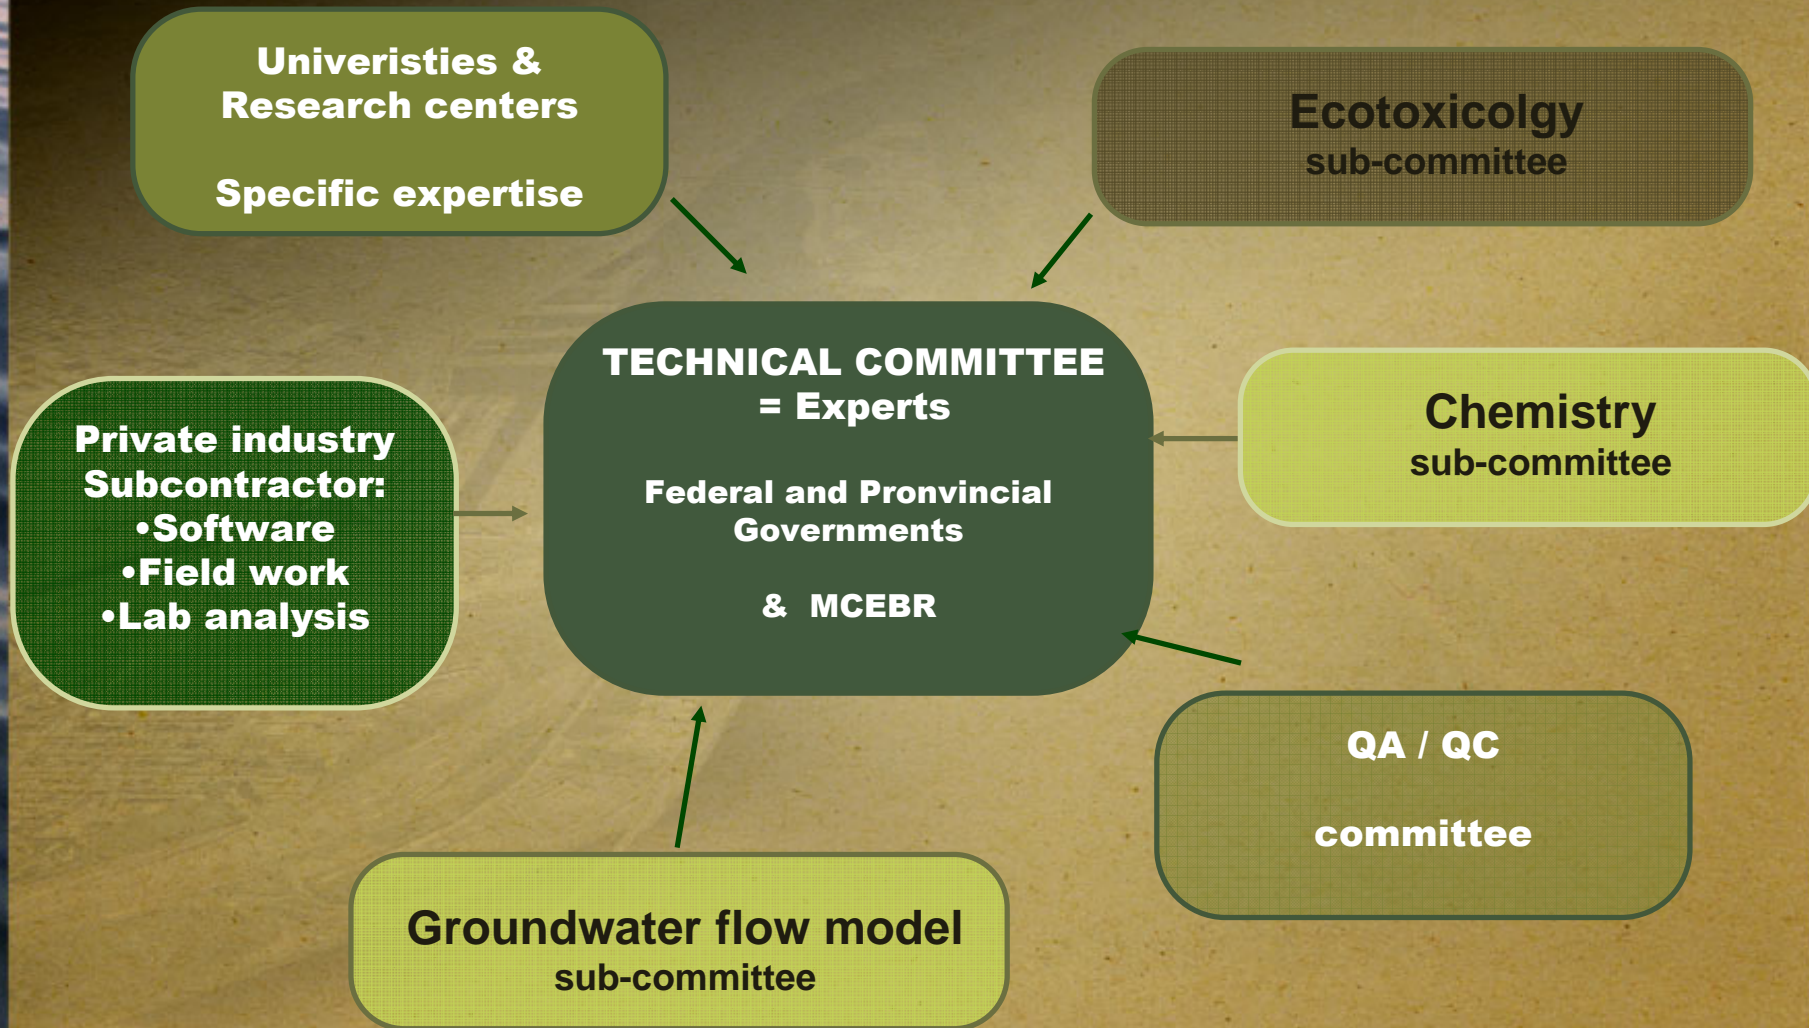 Univeristies &
Research centers
Specific expertise
Ecotoxicolgy
sub-committee
TECHNICAL COMMITTEE
= Experts
Federal and Pronvincial
Governments
& MCEBR
Private industry
Subcontractor:
•Software
•Field work
•Lab analysis
Chemistry
sub-committee
QA / QC
committee
Groundwater flow model
sub-committee